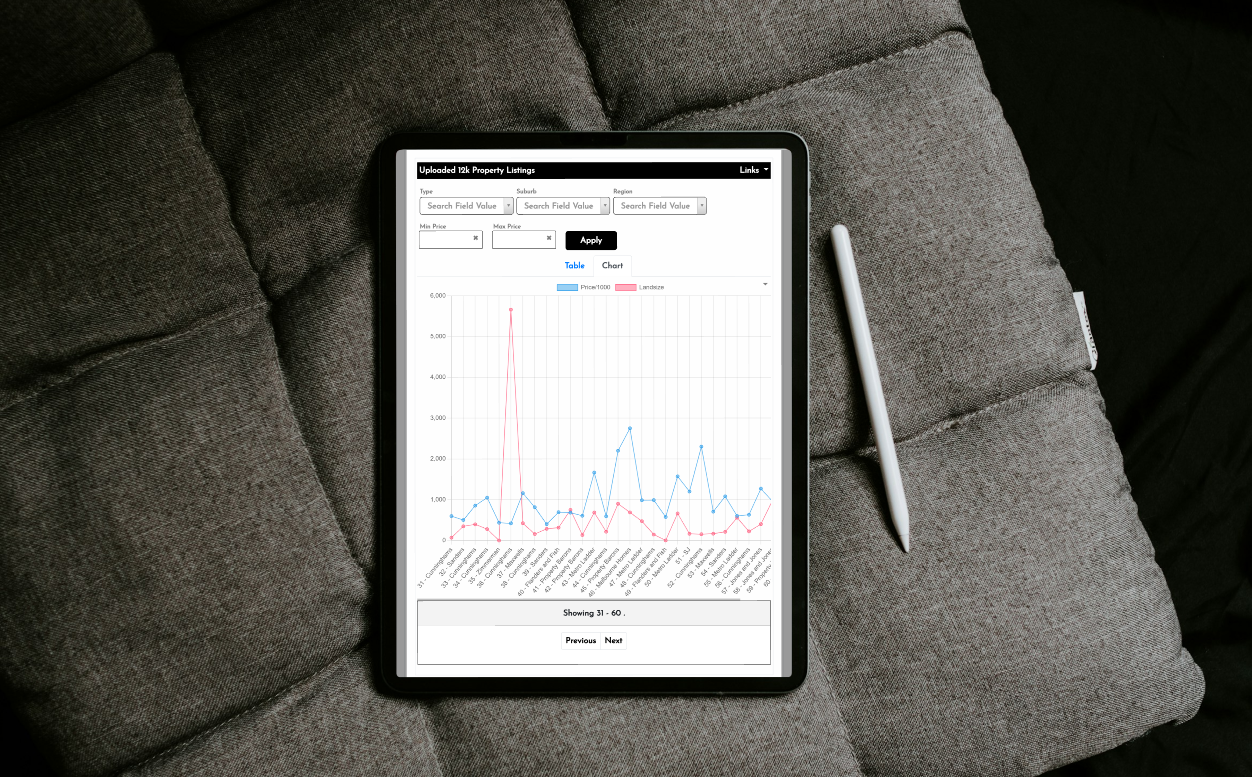 Uploaded 12k Property Listings Links
Type Suburb Region
Search Field Value Search Field Value Search Field Value
Min Price Max Price
Apply
Table Chart
Price/1000 Landsize
6,000
5,000
4,000
3,000
2,000
1,000
0
31 - Cunninghams
32 - Sanders
33 - Cunninghams
34 - Cunninghams
35 - Zimmerman
36 - Cunninghams
37 - Maxwells
38 - Cunninghams
39 - Sanders
40 - Flanders and Fish
41 - Property Barons
42 - Property Barons
43 - Metro Ladder
44 - Cunninghams
45 - Property Barons
46 - Melbourne Homes
47 - Metro Ladder
48 - Cunninghams
49 - Flanders and Fish
50 - Metro Ladder
51 - SJ
52 - Cunninghams
53 - Maxwells
54 - Sanders
55 - Metro Ladder
56 - Cunninghams
57 - Jones and Jones
58 - Jones and Jones
59 - Property
60
Showing 31 - 60 .
Previous Next